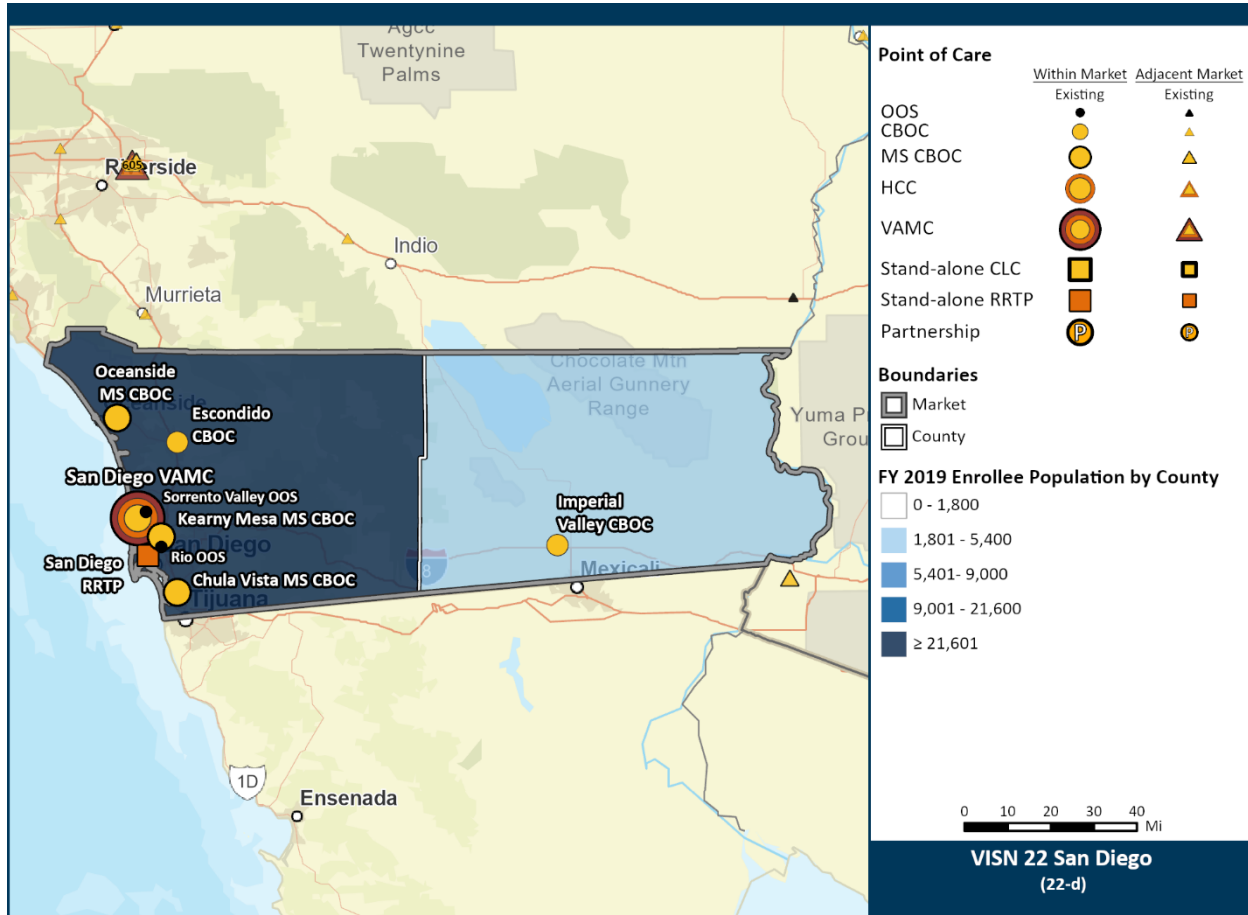 Agcc
Twentynine
Palms
605
Riverside
Indio
Murrieta
Chocolate Mtn
Aerial Gunnery
Range
Yuma P
Grou
Oceanside
MS CBOC
Oceanside
Escondido
CBOC
San Diego VAMC
Sorrento Valley OOS
Kearny Mesa MS CBOC
San Diego
Rio OOS
San Diego
RRTP
Chula Vista MS CBOC
Tijuana
8
Imperial
Valley CBOC
Mexicali
1D
Ensenada
Point of Care
Within Market Adjacent Market
Existing Existing
OOS
CBOC
MS CBOC
HCC
VAMC
Stand-alone CLC
Stand-alone RRTP
Partnership P P
Boundaries
Market
County
FY 2019 Enrollee Population by County
0 - 1,800
1,801 - 5,400
5,401- 9,000
9,001 - 21,600
≥ 21,601
0 10 20 30 40
Mi
VISN 22 San Diego
(22-d)